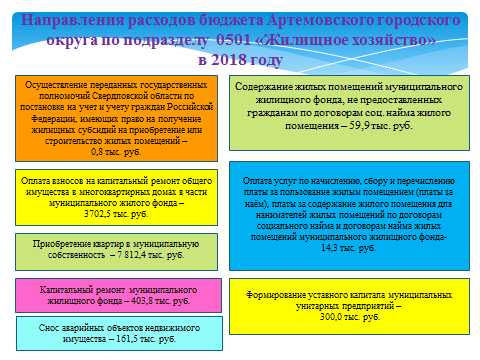 Направления расходов бюджета Артемовского городского
округа по подразделу 0501 «Жилищное хозяйство»
в 2018 году
Осуществление переданных государственных
полномочий Свердловской области по
постановке на учет и учету граждан Российской
Федерации, имеющих право на получение
жилищных субсидий на приобретение или
строительство жилых помещений –
0,8 тыс. руб.
Оплата взносов на капитальный ремонт общего
имущества в многоквартирных домах в части
муниципального жилого фонда –
3702,5 тыс. руб.
Приобретение квартир в муниципальную
собственность – 7 812,4 тыс. руб.
Капитальный ремонт муниципального
жилищного фонда – 403,8 тыс. руб.
Снос аварийных объектов недвижимого
имущества – 161,5 тыс. руб.
Содержание жилых помещений муниципального
жилищного фонда, не предоставленных
гражданам по договорам соц. найма жилого
помещения – 59,9 тыс. руб.
Оплата услуг по начислению, сбору и перечислению
платы за пользование жилым помещением (платы за
наём), платы за содержание жилого помещения для
нанимателей жилых помещений по договорам
социального найма и договорам найма жилых
помещений муниципального жилищного фонда-
14,3 тыс. руб.
Формирование уставного капитала муниципальных
унитарных предприятий –
300,0 тыс. руб.